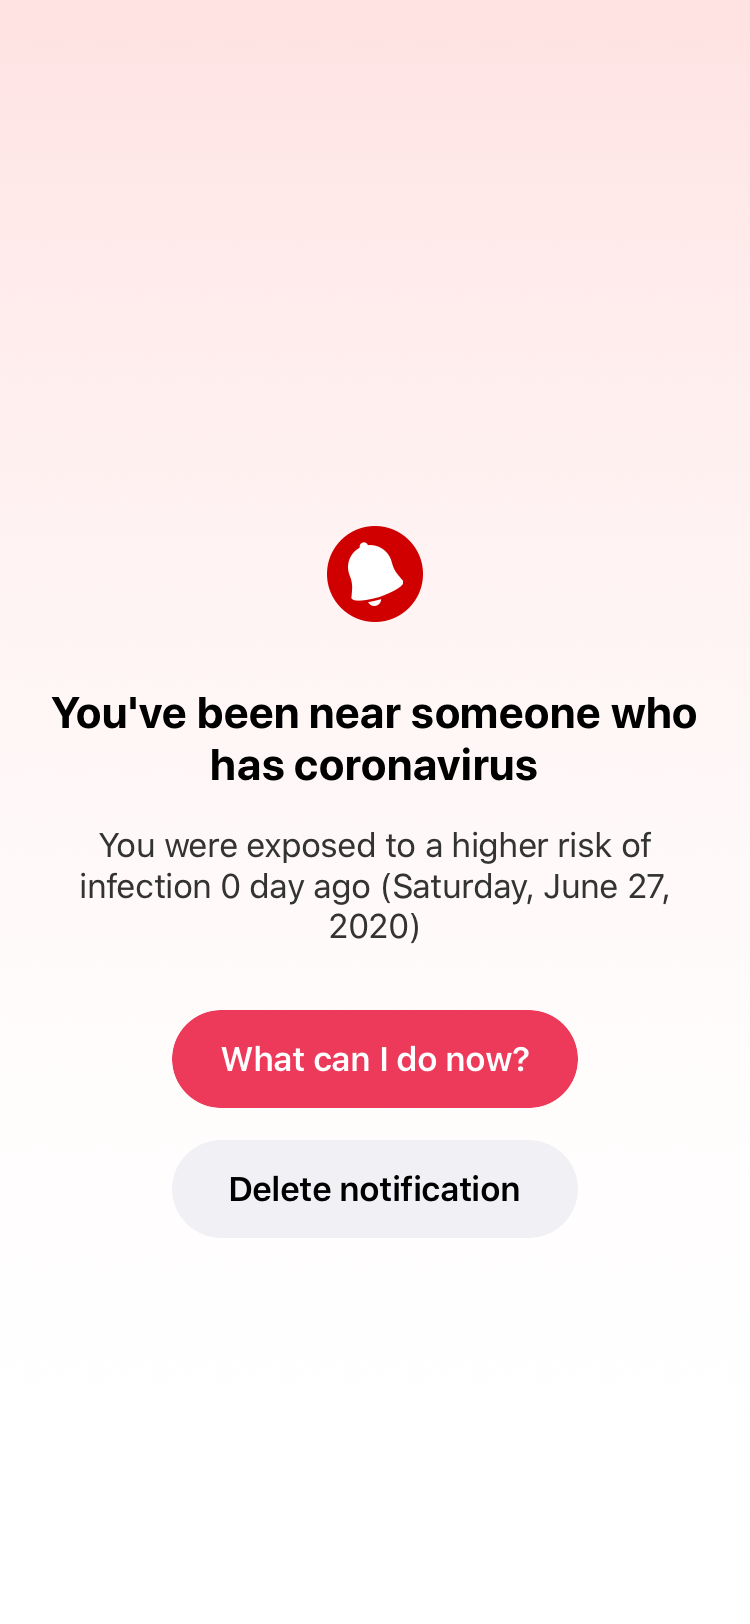 You've been near someone who
has coronavirus
You were exposed to a higher risk of
infection 0 day ago (Saturday, June 27,
2020)
What can I do now?
Delete notification